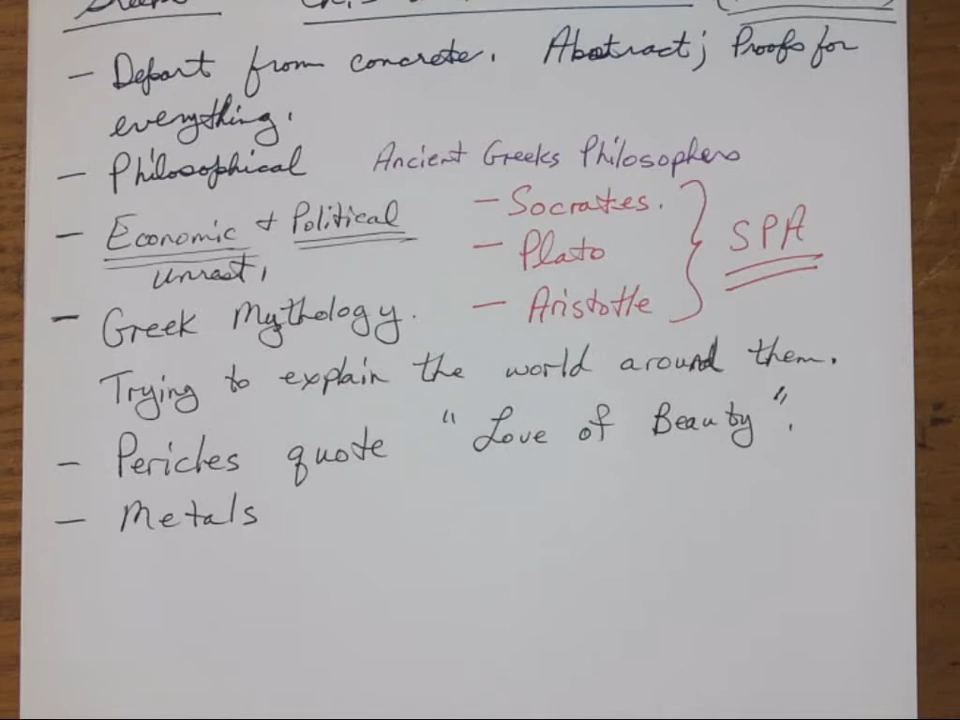 - Depart from concrete. Abstract; Proofs for
everything.
- Philosophical Ancient Greeks Philosophers
- Economic & Political - Socrates.
unrest, - Plato SPA
- Greek Mythology. - Aristotle
Trying to explain the world around them.
- Pericles quote "Love of Beauty".
- Metals